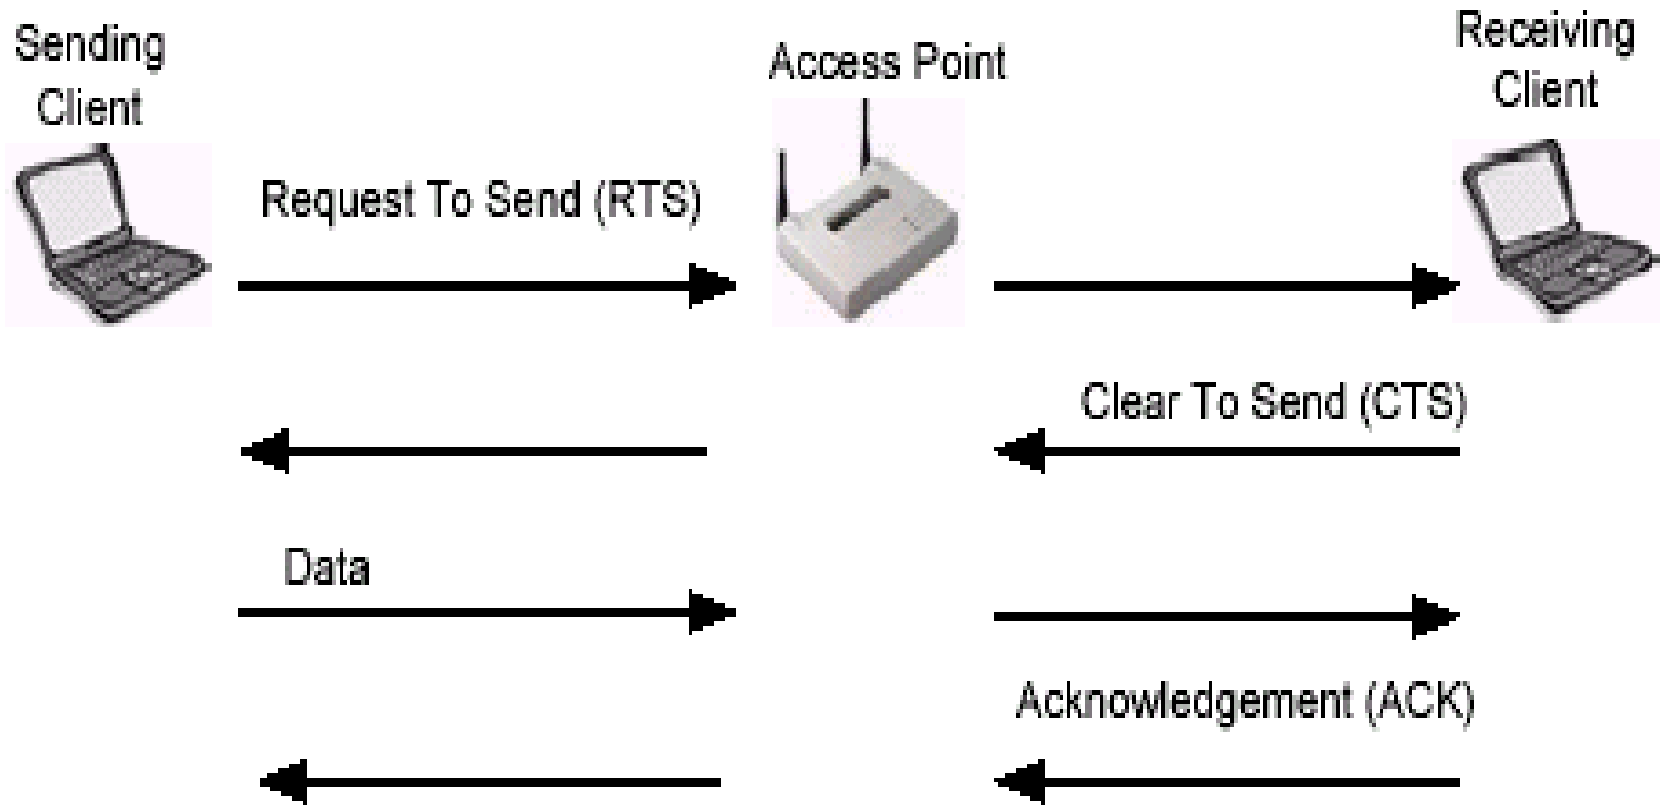 Sending
Client
Access Point
Receiving
Client
Request To Send (RTS)
Clear To Send (CTS)
Data
Acknowledgement (ACK)